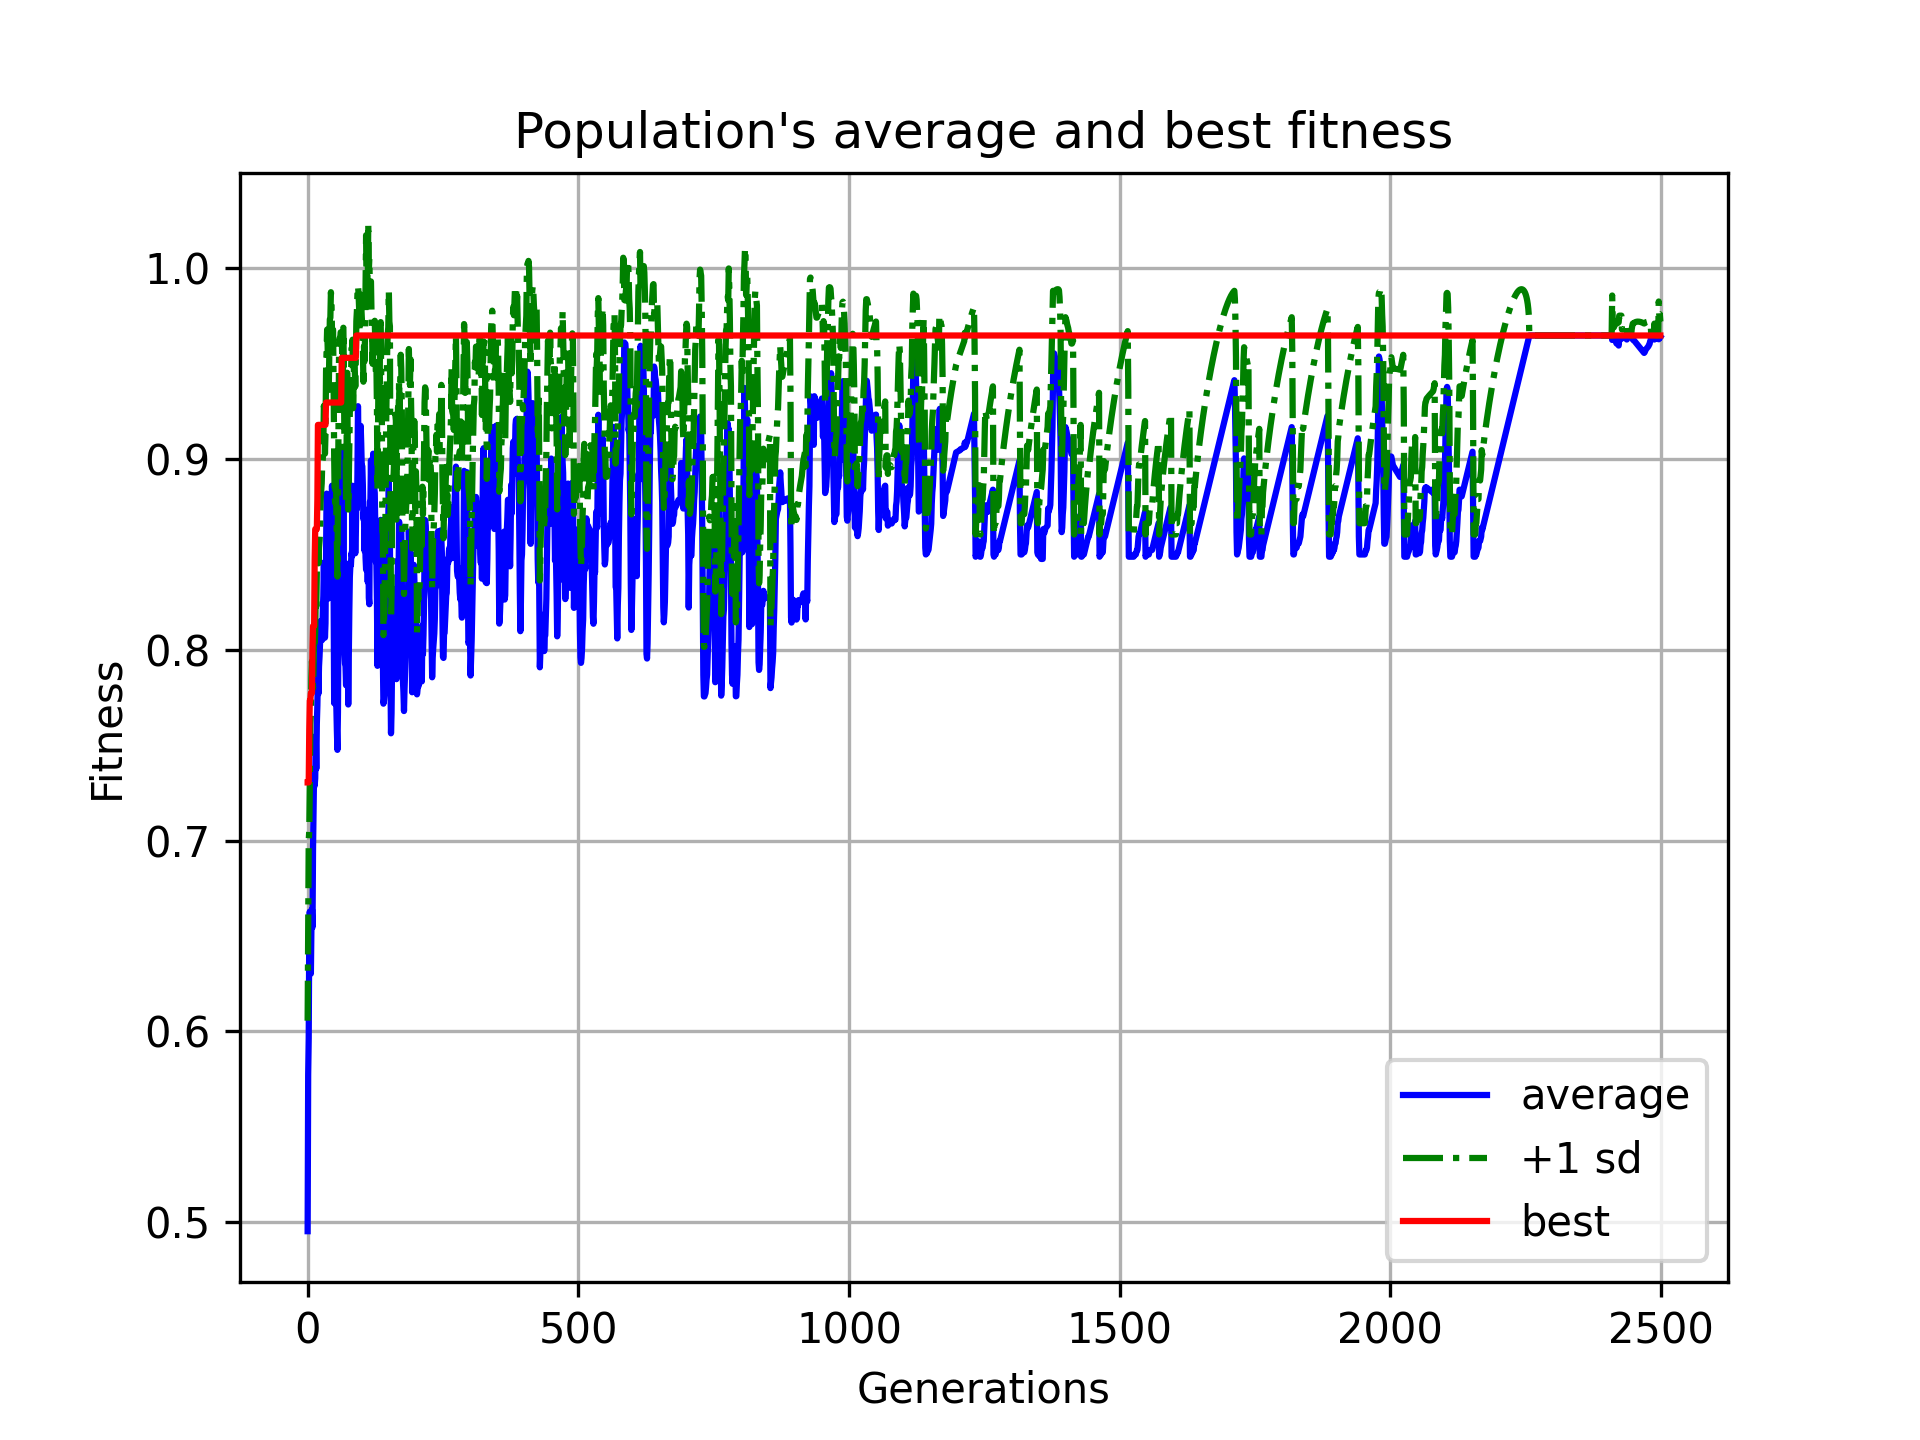 Population's average and best fitness
1.0
0.9
0.8
0.7
0.6
0.5
Fitness
average
+1 sd
best
0 500 1000 1500 2000 2500
Generations